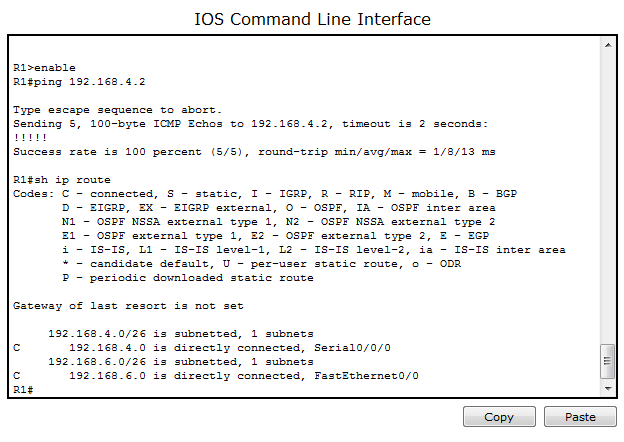 IOS Command Line Interface
R1>enable
R1#ping 192.168.4.2
Type escape sequence to abort.
Sending 5, 100-byte ICMP Echos to 192.168.4.2, timeout is 2 seconds:
!!!!!
Success rate is 100 percent (5/5), round-trip min/avg/max = 1/8/13 ms
R1#sh ip route
Codes: C - connected, S - static, I - IGRP, R - RIP, M - mobile, B - BGP
D - EIGRP, EX - EIGRP external, O - OSPF, IA - OSPF inter area
N1 - OSPF NSSA external type 1, N2 - OSPF NSSA external type 2
E1 - OSPF external type 1, E2 - OSPF external type 2, E - EGP
i - IS-IS, L1 - IS-IS level-1, L2 - IS-IS level-2, ia - IS-IS inter area
* - candidate default, U - per-user static route, o - ODR
P - periodic downloaded static route
Gateway of last resort is not set
192.168.4.0/26 is subnetted, 1 subnets
C 192.168.4.0 is directly connected, Serial0/0/0
192.168.6.0/26 is subnetted, 1 subnets
C 192.168.6.0 is directly connected, FastEthernet0/0
R1#
Copy Paste